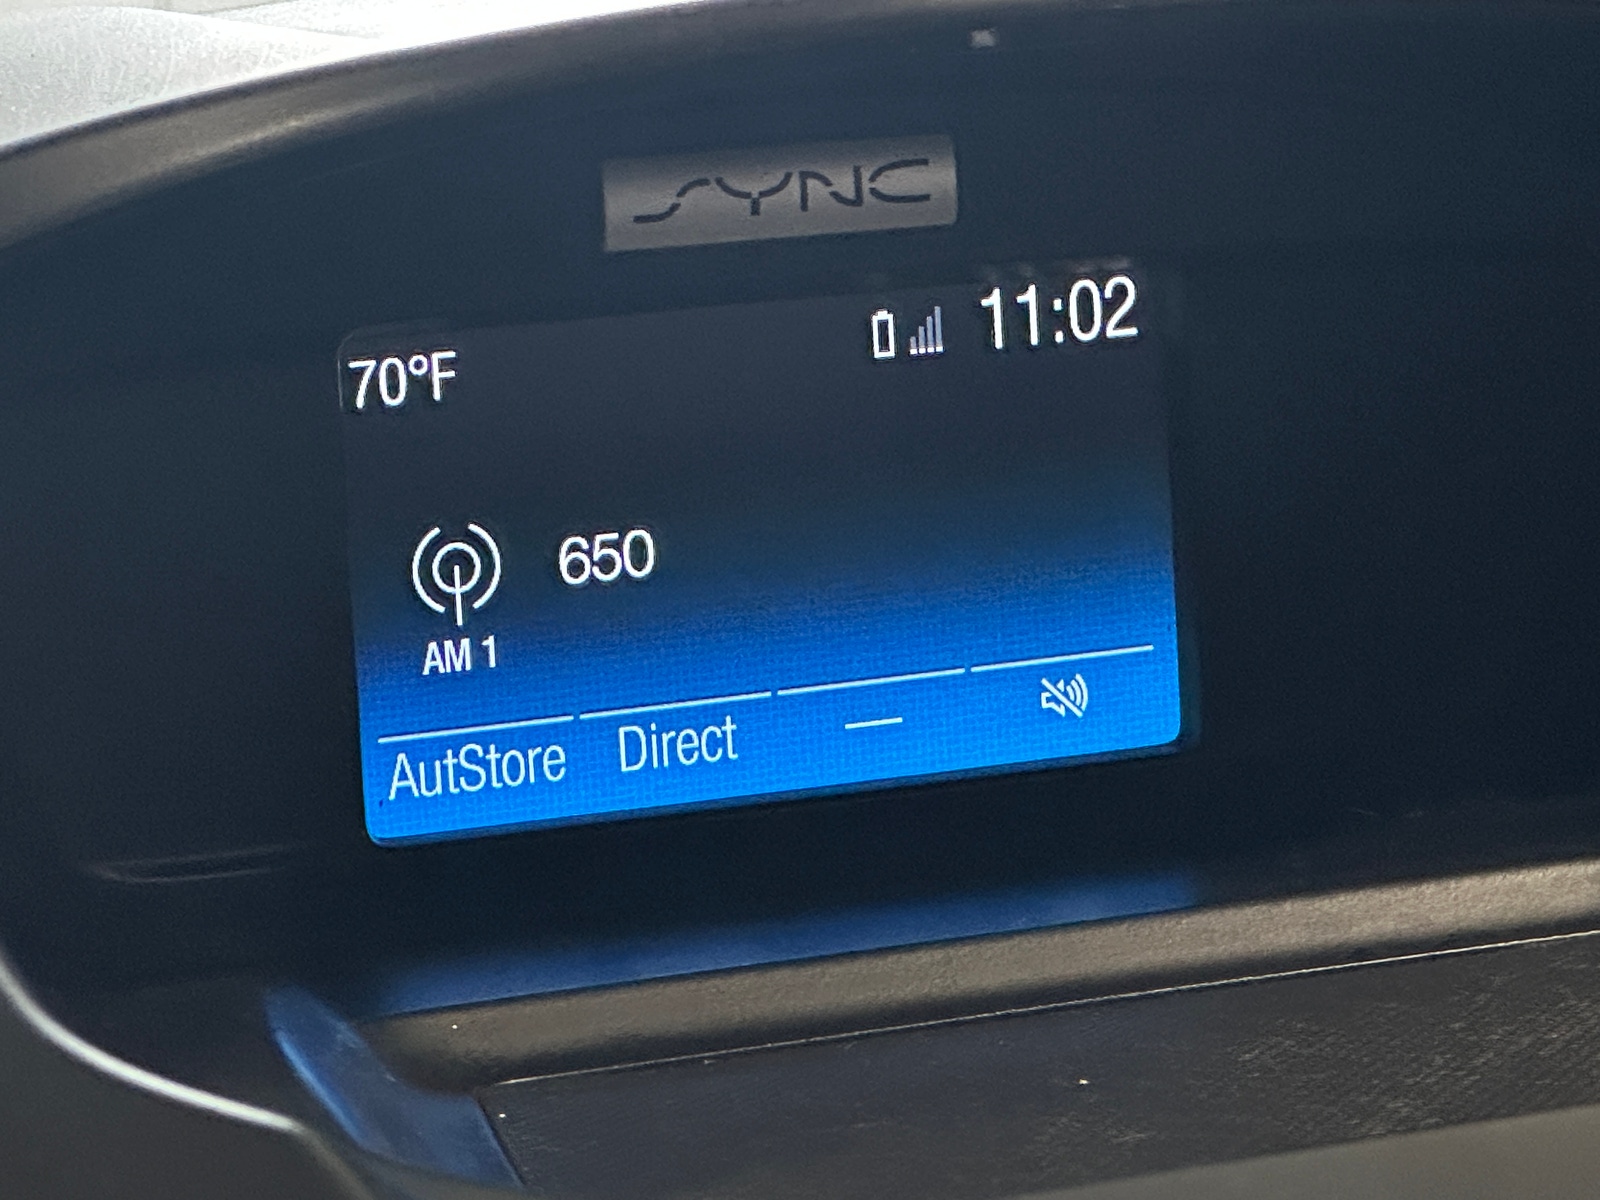 SYNC
70°F 11:02
650
AM 1
AutStore Direct —